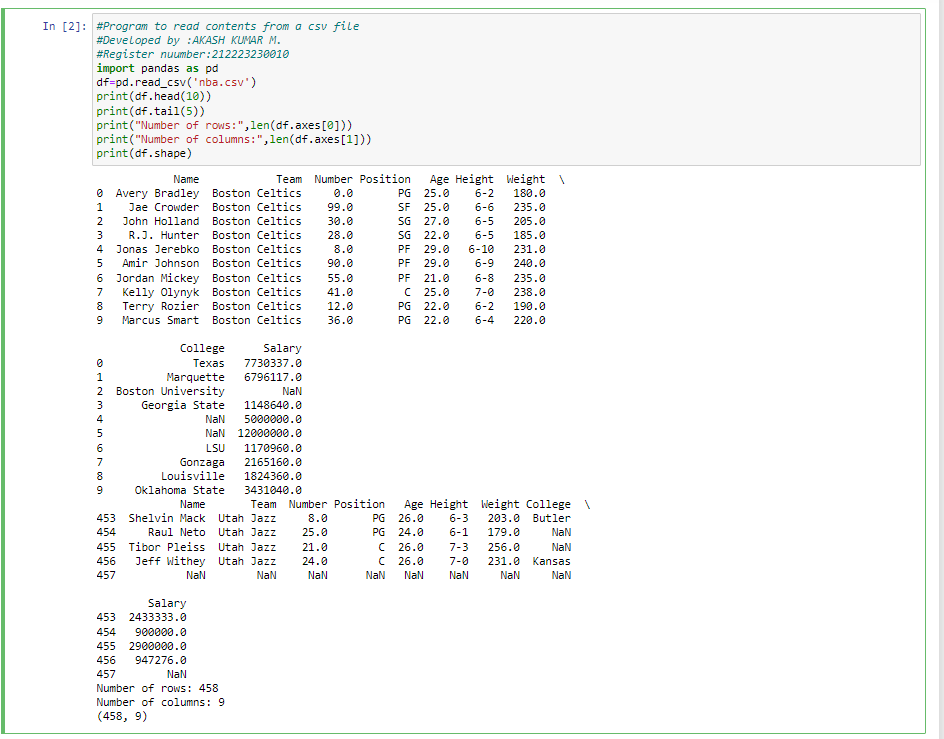 In [2]: #Program to read contents from a csv file
#Developed by :AKASH KUMAR M.
#Register nuumber:212223230010
import pandas as pd
df=pd.read_csv('nba.csv')
print(df.head(10))
print(df.tail(5))
print("Number of rows:",len(df.axes[0]))
print("Number of columns:",len(df.axes[1]))
print(df.shape)
Name Team Number Position Age Height Weight \
0 Avery Bradley Boston Celtics 0.0 PG 25.0 6-2 180.0
1 Jae Crowder Boston Celtics 99.0 SF 25.0 6-6 235.0
2 John Holland Boston Celtics 30.0 SG 27.0 6-5 205.0
3 R.J. Hunter Boston Celtics 28.0 SG 22.0 6-5 185.0
4 Jonas Jerebko Boston Celtics 8.0 PF 29.0 6-10 231.0
5 Amir Johnson Boston Celtics 90.0 PF 29.0 6-9 240.0
6 Jordan Mickey Boston Celtics 55.0 PF 21.0 6-8 235.0
7 Kelly Olynyk Boston Celtics 41.0 C 25.0 7-0 238.0
8 Terry Rozier Boston Celtics 12.0 PG 22.0 6-2 190.0
9 Marcus Smart Boston Celtics 36.0 PG 22.0 6-4 220.0
College Salary
0 Texas 7730337.0
1 Marquette 6796117.0
2 Boston University NaN
3 Georgia State 1148640.0
4 NaN 5000000.0
5 NaN 12000000.0
6 LSU 1170960.0
7 Gonzaga 2165160.0
8 Louisville 1824360.0
9 Oklahoma State 3431040.0
Name Team Number Position Age Height Weight College \
453 Shelvin Mack Utah Jazz 8.0 PG 26.0 6-3 203.0 Butler
454 Raul Neto Utah Jazz 25.0 PG 24.0 6-1 179.0 NaN
455 Tibor Pleiss Utah Jazz 21.0 C 26.0 7-3 256.0 NaN
456 Jeff Withey Utah Jazz 24.0 C 26.0 7-0 231.0 Kansas
457 NaN NaN NaN NaN NaN NaN NaN NaN
Salary
453 2433333.0
454 900000.0
455 2900000.0
456 947276.0
457 NaN
Number of rows: 458
Number of columns: 9
(458, 9)